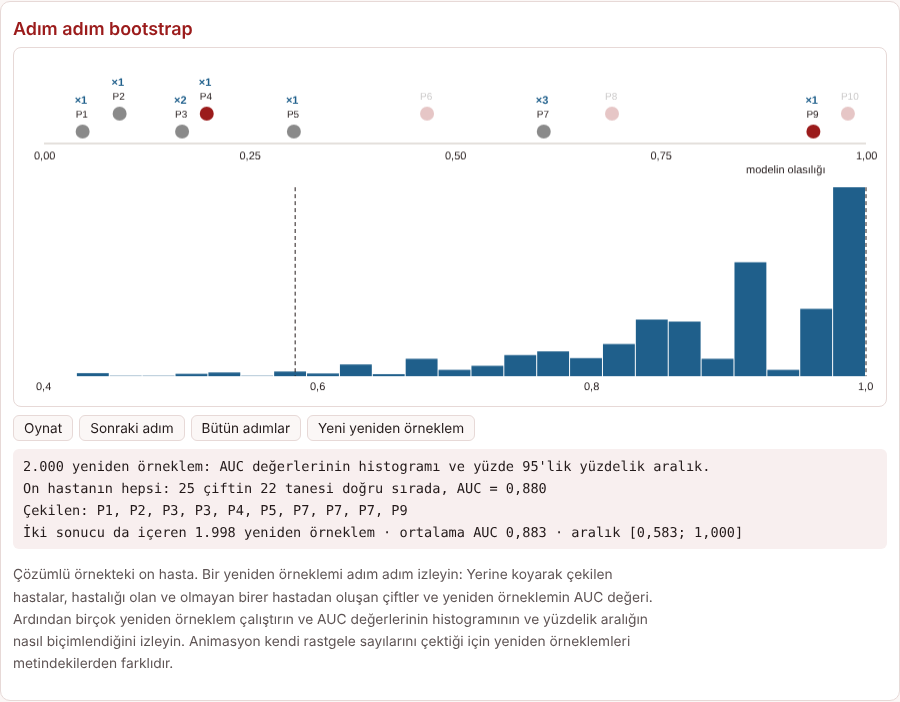 Adım adım bootstrap
×1 ×1
P2 P4
×1 ×2 ×1 ×3 ×1
P6 P8 P10
P1 P3 P5 P7 P9
0,00 0,25 0,50 0,75 1,00
modelin olasılığı
0,4 0,6 0,8 1,0
Oynat Sonraki adım Bütün adımlar Yeni yeniden örneklem
2.000 yeniden örneklem: AUC değerlerinin histogramı ve yüzde 95'lik yüzdelik aralık.
On hastanın hepsi: 25 çiftin 22 tanesi doğru sırada, AUC = 0,880
Çekilen: P1, P2, P3, P3, P4, P5, P7, P7, P7, P9
İki sonucu da içeren 1.998 yeniden örneklem · ortalama AUC 0,883 · aralık [0,583; 1,000]
Çözümlü örnekteki on hasta. Bir yeniden örneklemi adım adım izleyin: Yerine koyarak çekilen
hastalar, hastalığı olan ve olmayan birer hastadan oluşan çiftler ve yeniden örneklemin AUC değeri.
Ardından birçok yeniden örneklem çalıştırın ve AUC değerlerinin histogramının ve yüzdelik aralığın
nasıl biçimlendiğini izleyin. Animasyon kendi rastgele sayılarını çektiği için yeniden örneklemleri
metindekilerden farklıdır.